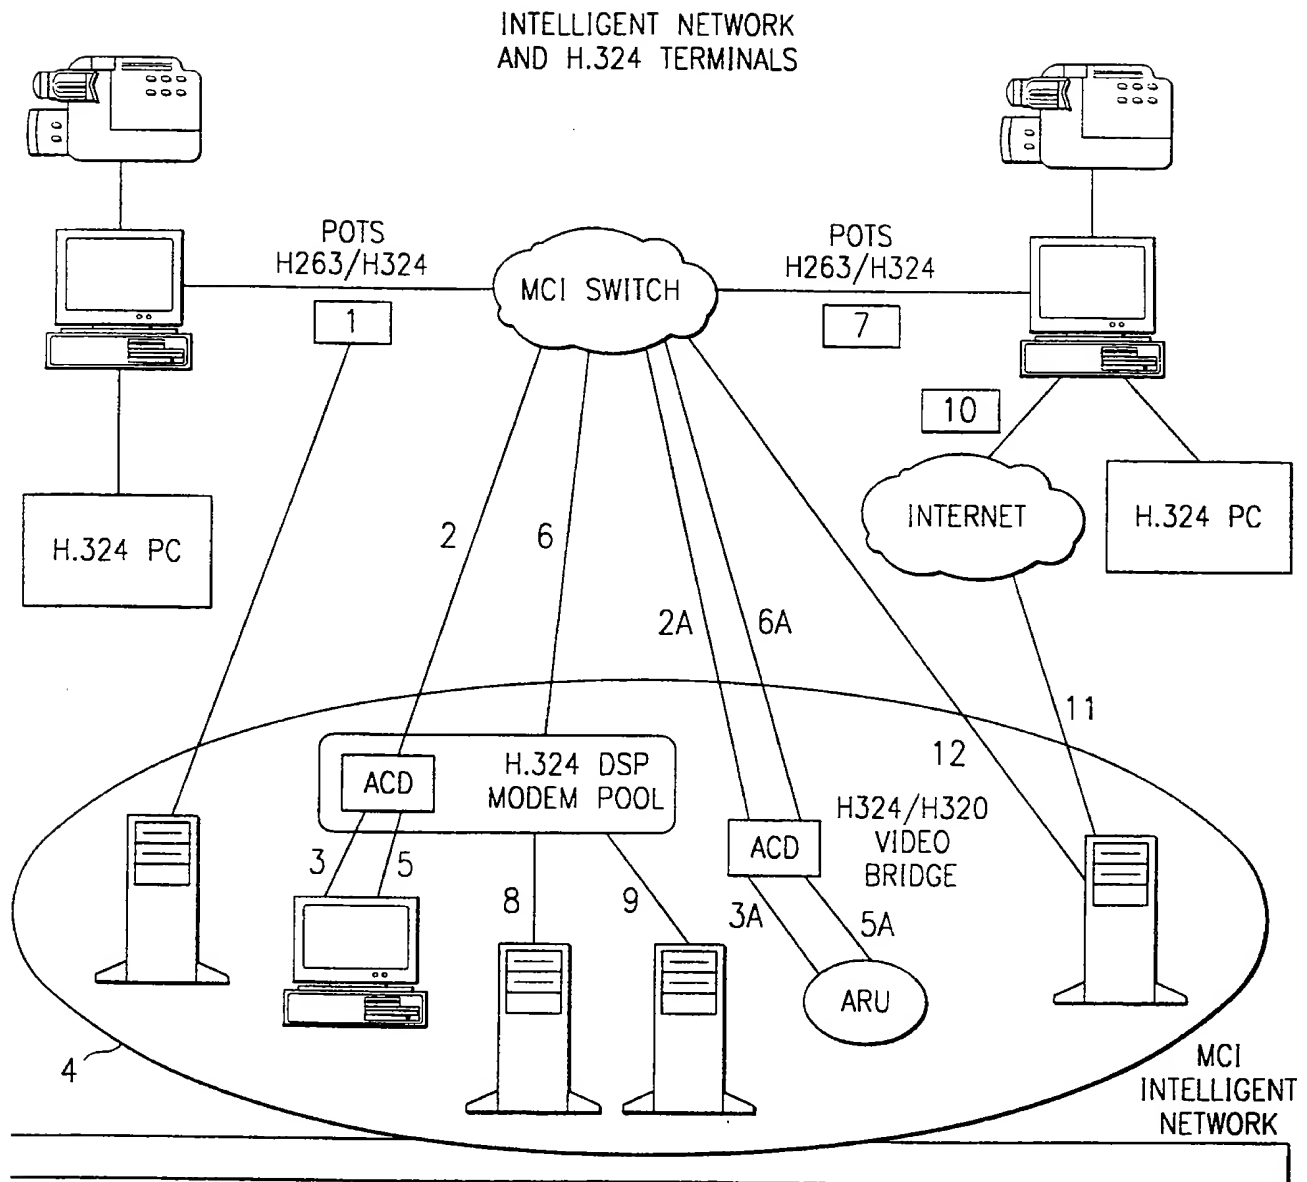 INTELLIGENT NETWORK
AND H.324 TERMINALS
POTS
H263/H324
1
MCI SWITCH
POTS
H263/H324
7
10
H.324 PC
INTERNET
H.324 PC
2
6
2A
6A
11
12
ACD
H.324 DSP
MODEM POOL
ACD
H324/H320
VIDEO
BRIDGE
3
5
8
9
3A
5A
ARU
4
MCI
INTELLIGENT
NETWORK